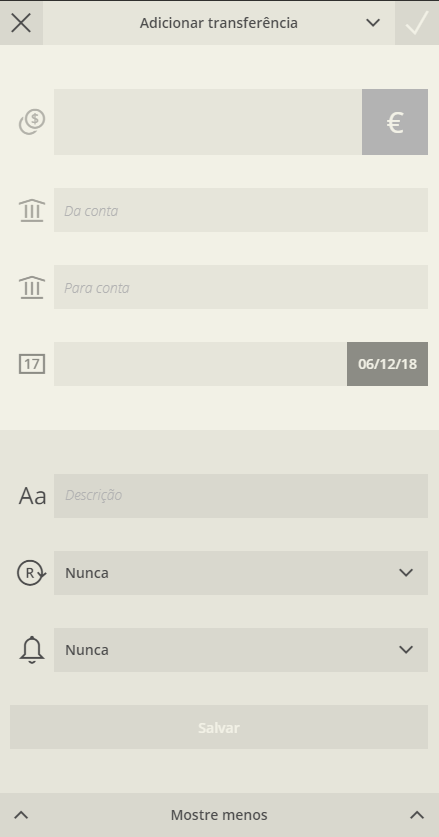 Adicionar transferência
$
€
Da conta
Para conta
17
06/12/18
Aa
Descrição
R
Nunca
Nunca
Salvar
Mostre menos